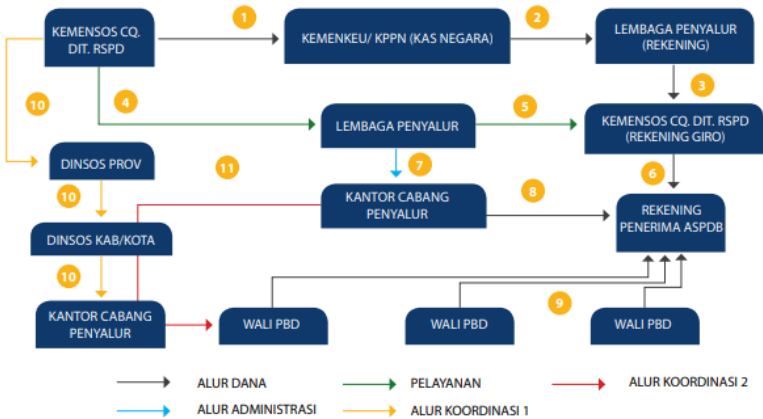 KEMENSOS CQ.
DIT. RSPD
1
KEMENKEU/ KPPN (KAS NEGARA)
2
LEMBAGA PENYALUR
(REKENING)
3
10
4
LEMBAGA PENYALUR
5
KEMENSOS CQ. DIT. RSPD
(REKENING GIRO)
DINSOS PROV
11
7
6
10
KANTOR CABANG
PENYALUR
8
REKENING
PENERIMA ASPDB
DINSOS KAB/KOTA
10
KANTOR CABANG
PENYALUR
WALI PBD
WALI PBD
9
WALI PBD
ALUR DANA
PELAYANAN
ALUR KOORDINASI 2
ALUR ADMINISTRASI
ALUR KOORDINASI 1